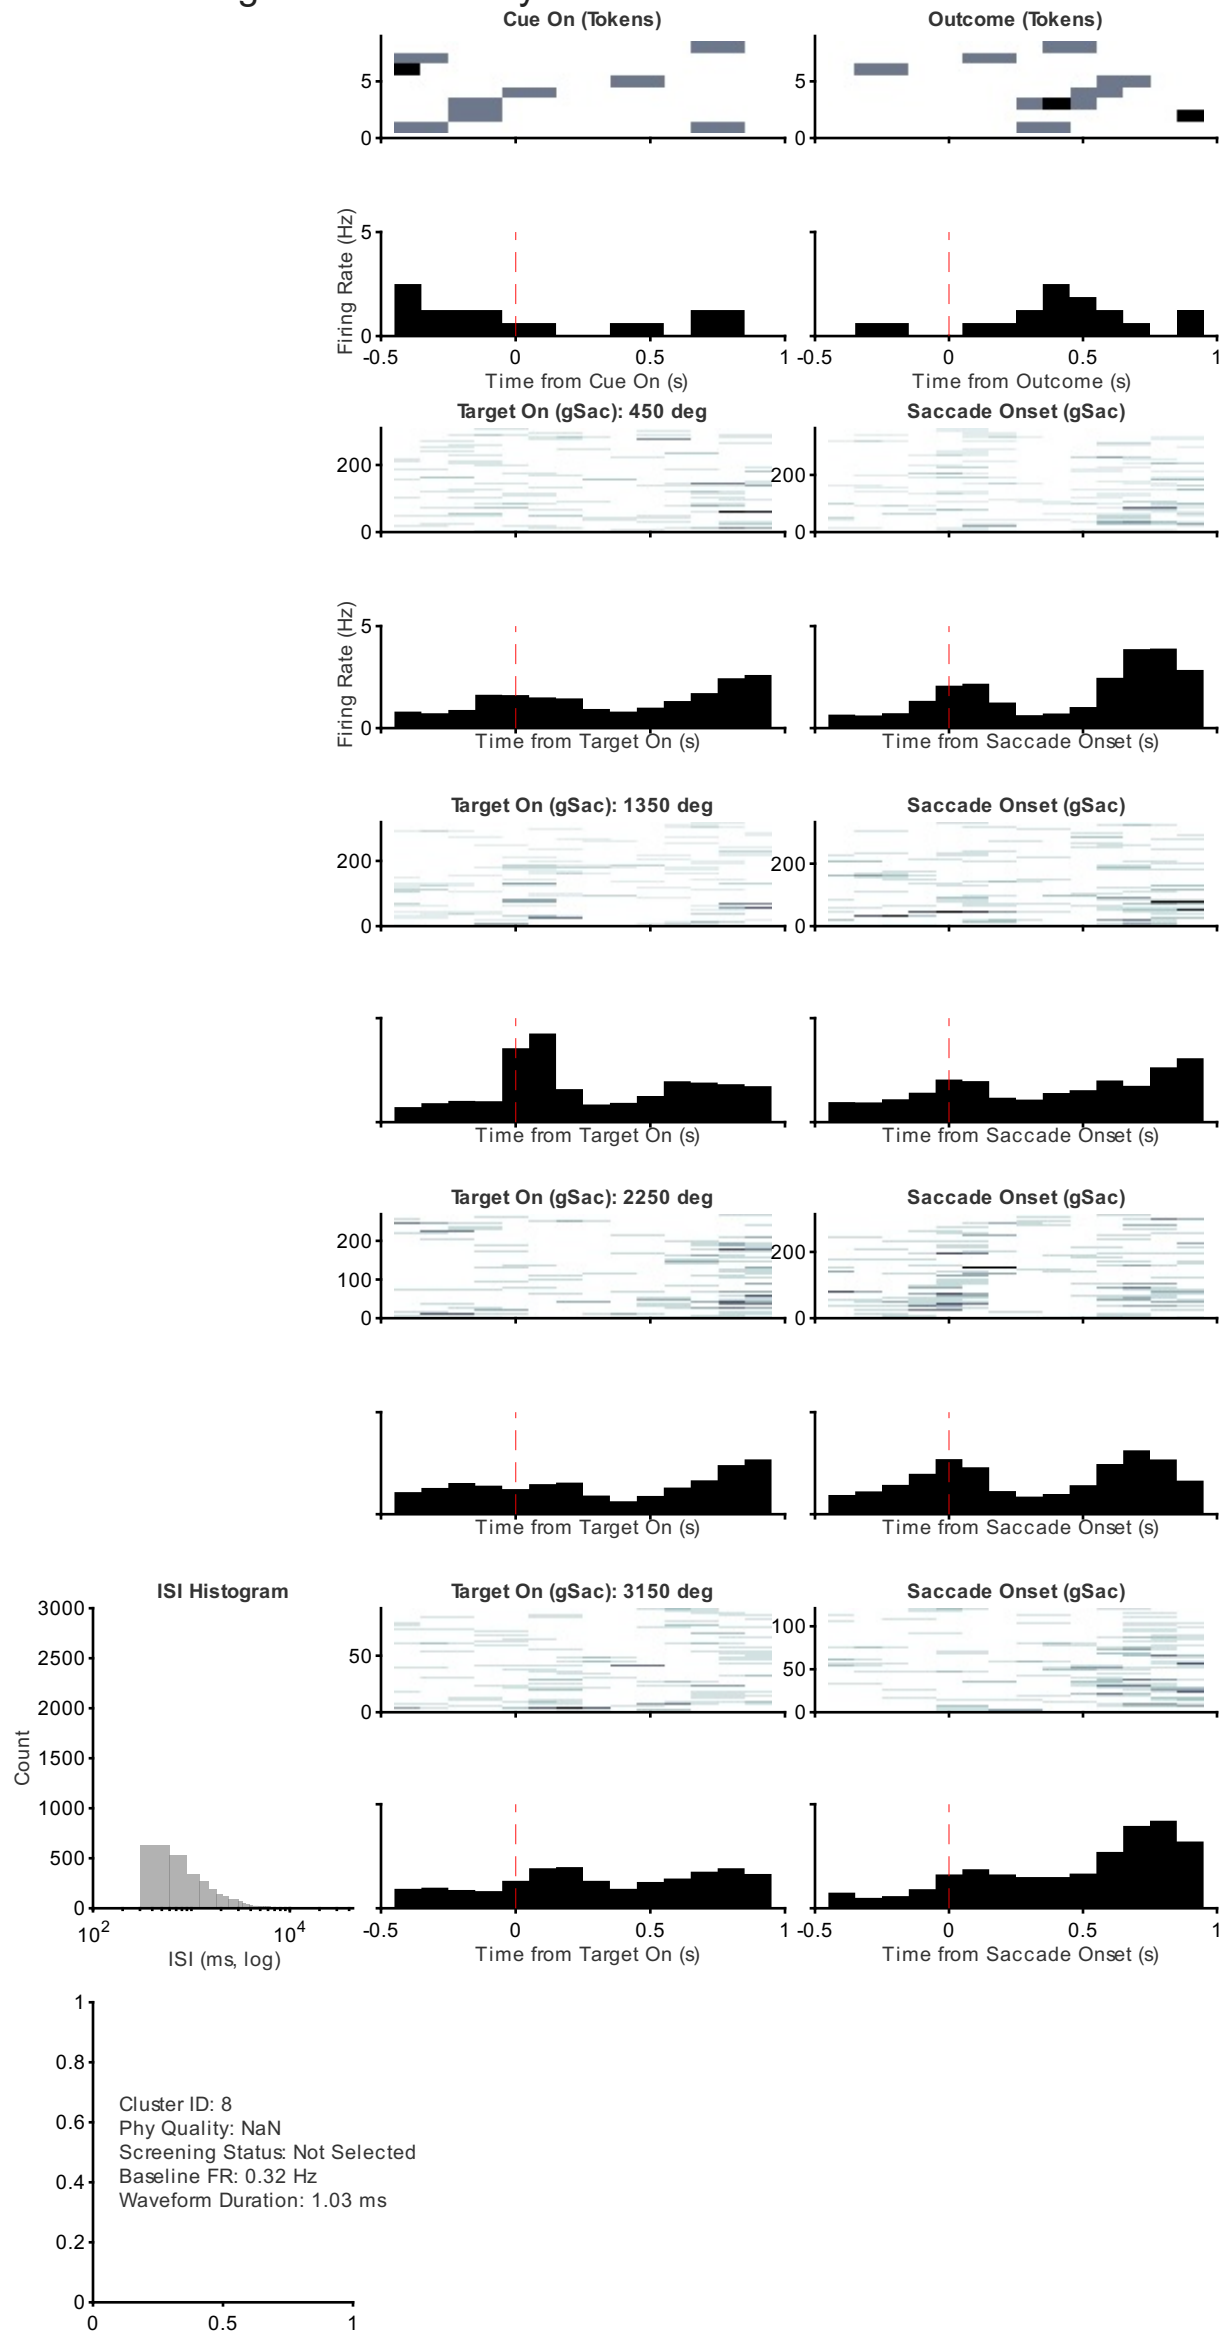 Cue On (Tokens)
Outcome (Tokens)
5
0
5
0
Firing Rate (Hz)
5
0
-0.5 0 0.5 1
-0.5 0 0.5 1
Time from Cue On (s)
Time from Outcome (s)
Target On (gSac): 450 deg
Saccade Onset (gSac)
200
0
200
0
Firing Rate (Hz)
5
0
Time from Target On (s)
Time from Saccade Onset (s)
Target On (gSac): 1350 deg
Saccade Onset (gSac)
200
0
200
0
Time from Target On (s)
Time from Saccade Onset (s)
Target On (gSac): 2250 deg
Saccade Onset (gSac)
200
100
0
200
0
Time from Target On (s)
Time from Saccade Onset (s)
ISI Histogram
Target On (gSac): 3150 deg
Saccade Onset (gSac)
3000
2500
2000
1500
1000
500
0
Count
10^2 10^4
ISI (ms, log)
50
0
100
50
0
-0.5 0 0.5 1
-0.5 0 0.5 1
Time from Target On (s)
Time from Saccade Onset (s)
1
0.8
0.6
0.4
0.2
0
Cluster ID: 8
Phy Quality: NaN
Screening Status: Not Selected
Baseline FR: 0.32 Hz
Waveform Duration: 1.03 ms
0 0.5 1